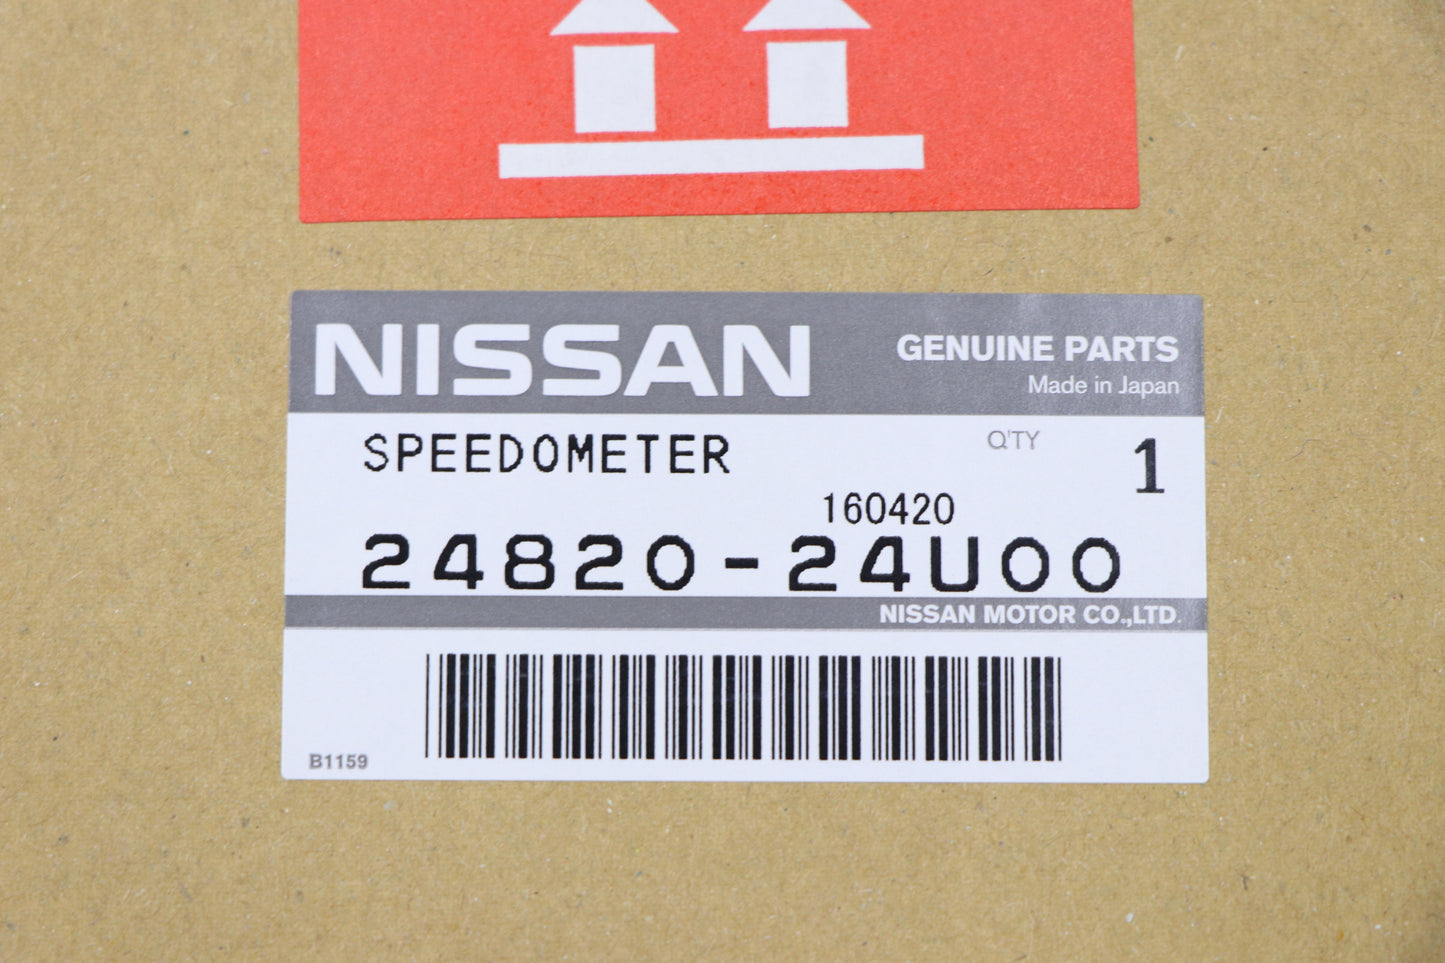 NISSAN
GENUINE PARTS
Made in Japan
SPEEDOMETER
Q'TY
1
160420
24820-24U00
NISSAN MOTOR CO.,LTD.
B1159